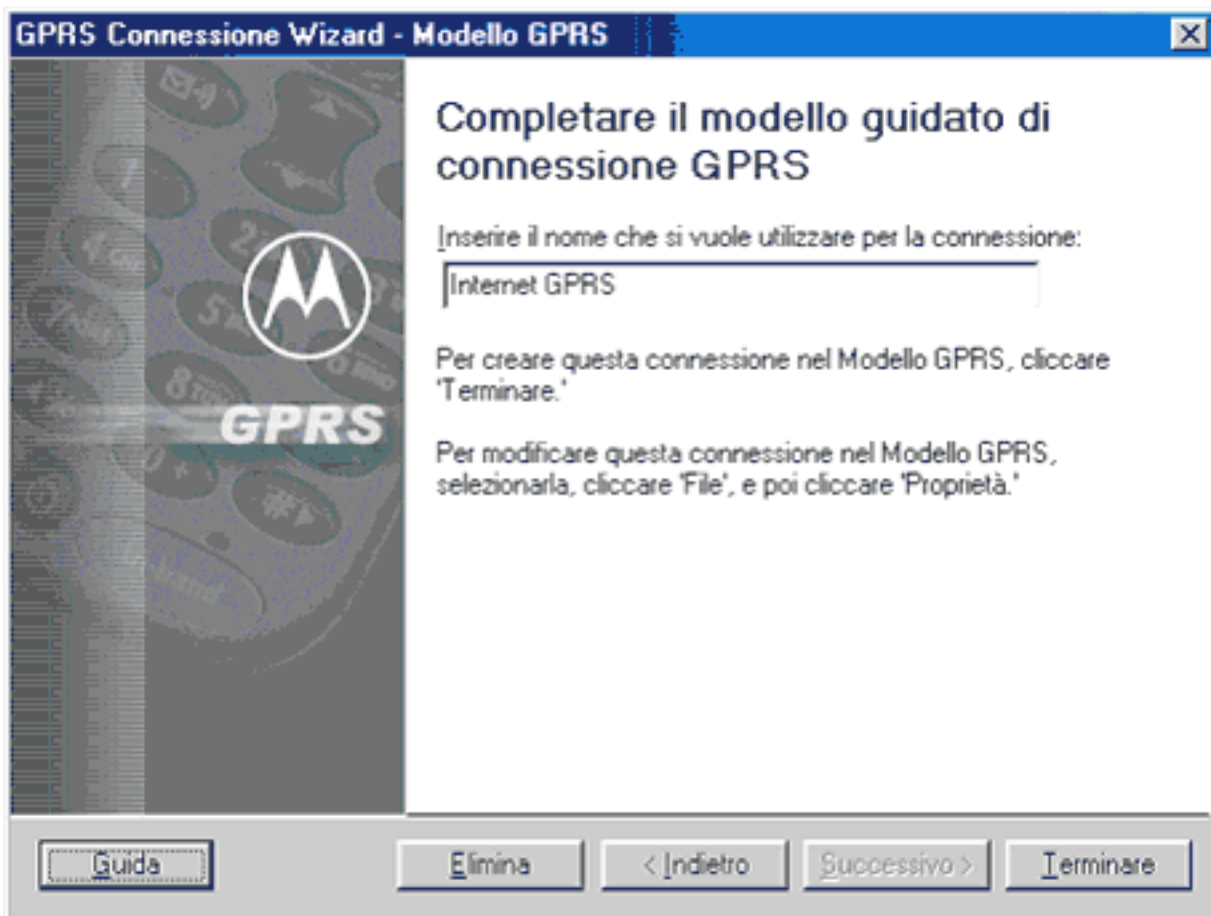 GPRS Connessione Wizard - Modello GPRS
Completare il modello guidato di
connessione GPRS
Inserire il nome che si vuole utilizzare per la connessione:
Internet GPRS
Per creare questa connessione nel Modello GPRS, cliccare
'Terminare.'
Per modificare questa connessione nel Modello GPRS,
selezionarla, cliccare 'File', e poi cliccare 'Proprietà.'
GPRS
Guida
Elimina
< Indietro
Successivo >
Terminare